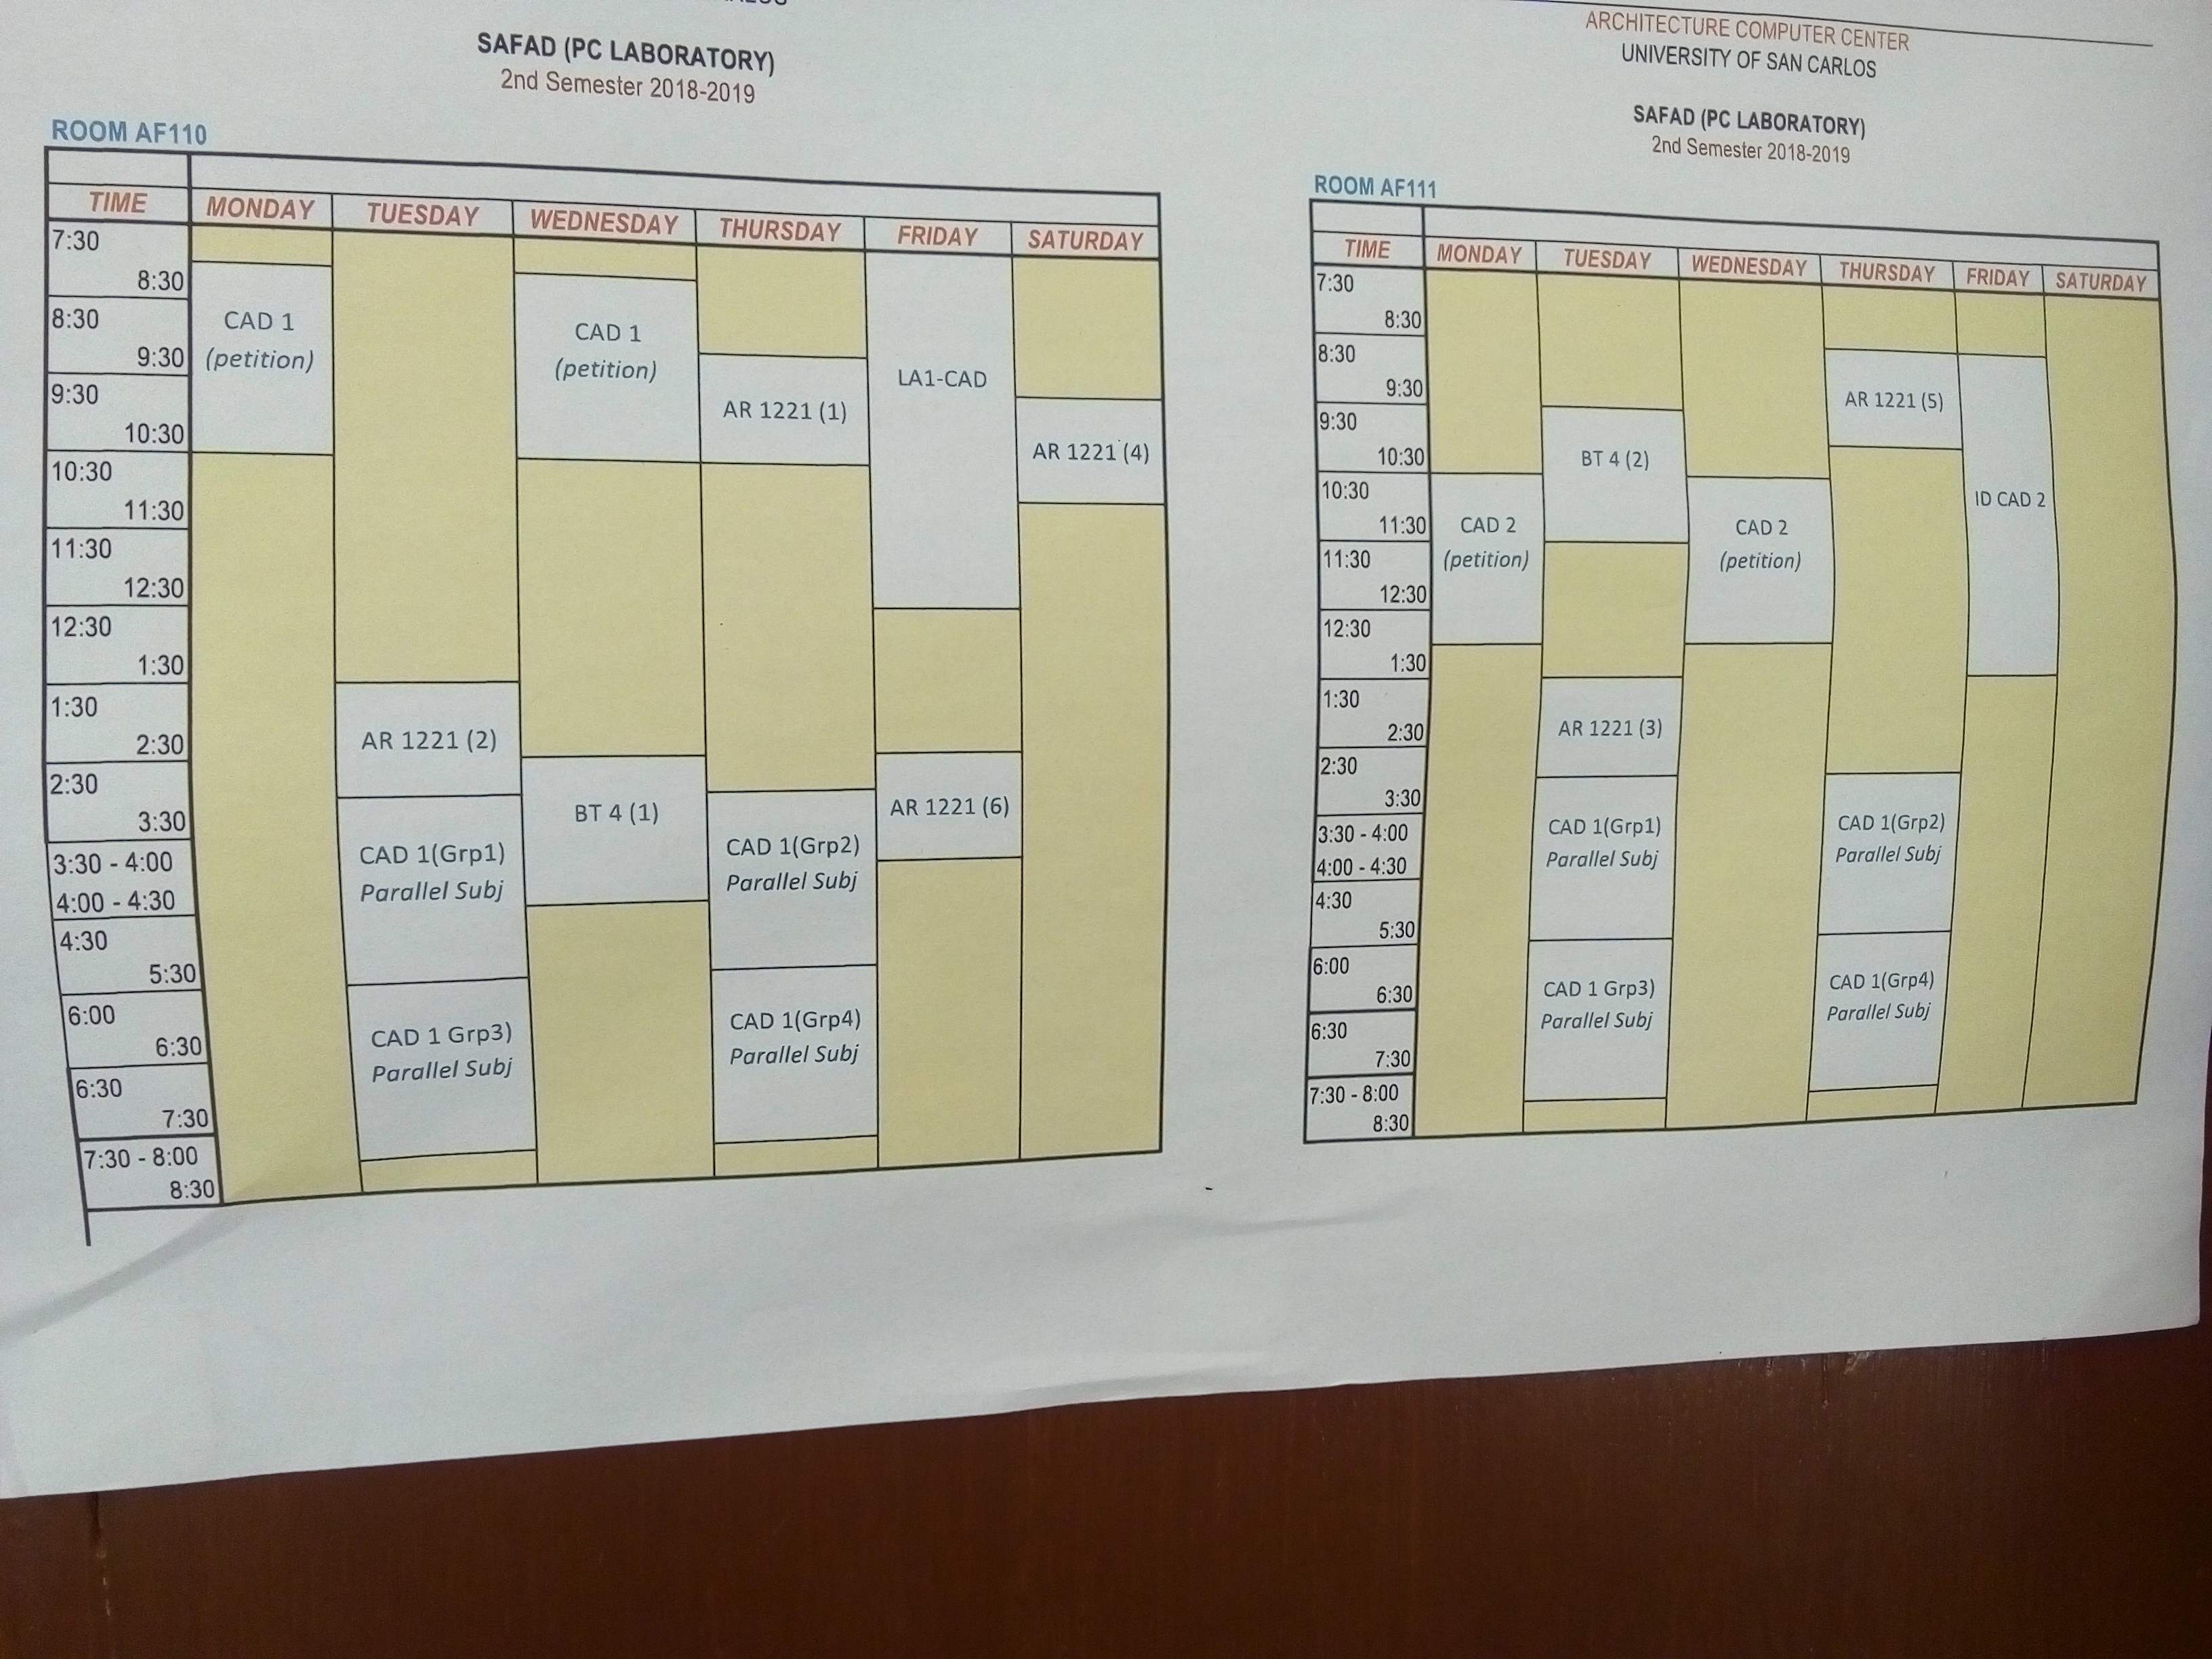 SAFAD (PC LABORATORY)
2nd Semester 2018-2019
ROOM AF110
TIME MONDAY TUESDAY WEDNESDAY THURSDAY FRIDAY SATURDAY
7:30
8:30
8:30
9:30
9:30
10:30
10:30
11:30
11:30
12:30
12:30
1:30
1:30
2:30
2:30
3:30
3:30 - 4:00
4:00 - 4:30
4:30
5:30
6:00
6:30
6:30
7:30
7:30 - 8:00
8:30
CAD 1
(petition)
AR 1221 (2)
CAD 1(Grp1)
Parallel Subj
CAD 1 Grp3)
Parallel Subj
CAD 1
(petition)
BT 4 (1)
AR 1221 (1)
CAD 1(Grp2)
Parallel Subj
CAD 1(Grp4)
Parallel Subj
LA1-CAD
AR 1221 (6)
AR 1221 (4)
ARCHITECTURE COMPUTER CENTER
UNIVERSITY OF SAN CARLOS
SAFAD (PC LABORATORY)
2nd Semester 2018-2019
ROOM AF111
TIME MONDAY TUESDAY WEDNESDAY THURSDAY FRIDAY SATURDAY
7:30
8:30
8:30
9:30
9:30
10:30
10:30
11:30
11:30
12:30
12:30
1:30
1:30
2:30
2:30
3:30
3:30 - 4:00
4:00 - 4:30
4:30
5:30
6:00
6:30
6:30
7:30
7:30 - 8:00
8:30
CAD 2
(petition)
BT 4 (2)
AR 1221 (3)
CAD 1(Grp1)
Parallel Subj
CAD 1 Grp3)
Parallel Subj
CAD 2
(petition)
AR 1221 (5)
CAD 1(Grp2)
Parallel Subj
CAD 1(Grp4)
Parallel Subj
ID CAD 2